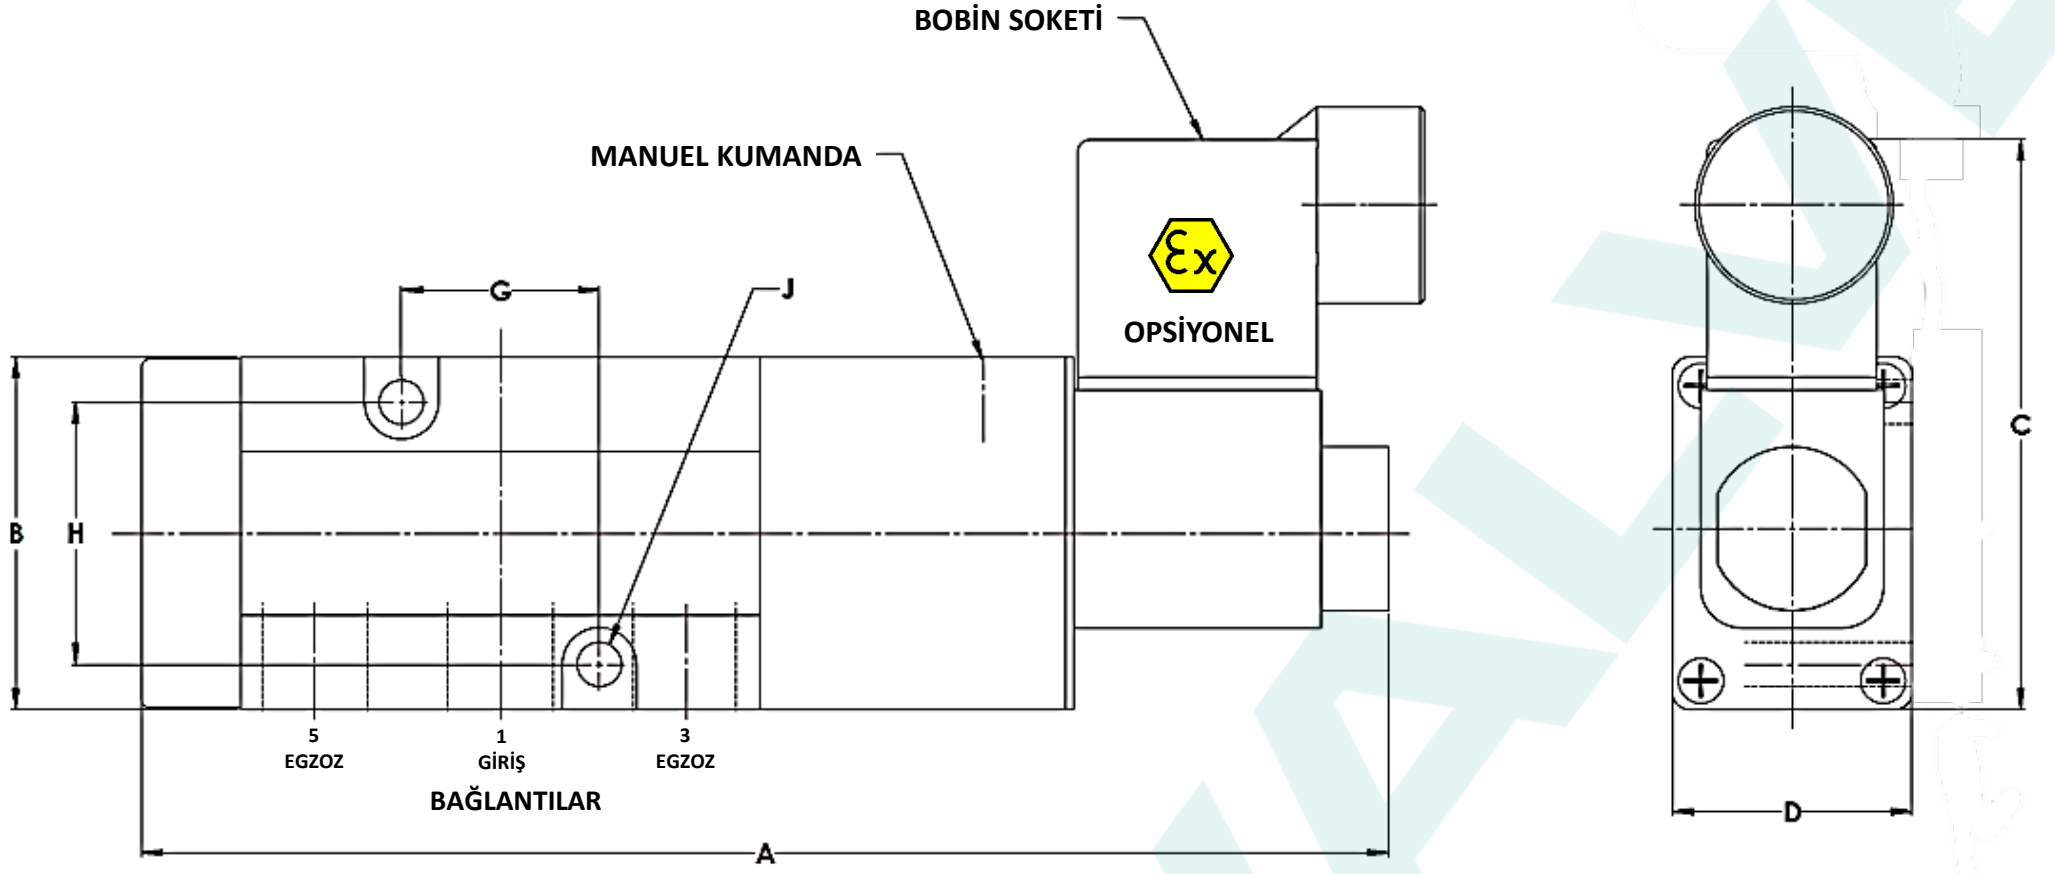 BOBİN SOKETİ
MANUEL KUMANDA
Ex
OPSİYONEL
G
J
B
H
C
5
EGZOZ
1
GİRİŞ
3
EGZOZ
BAĞLANTILAR
D
A